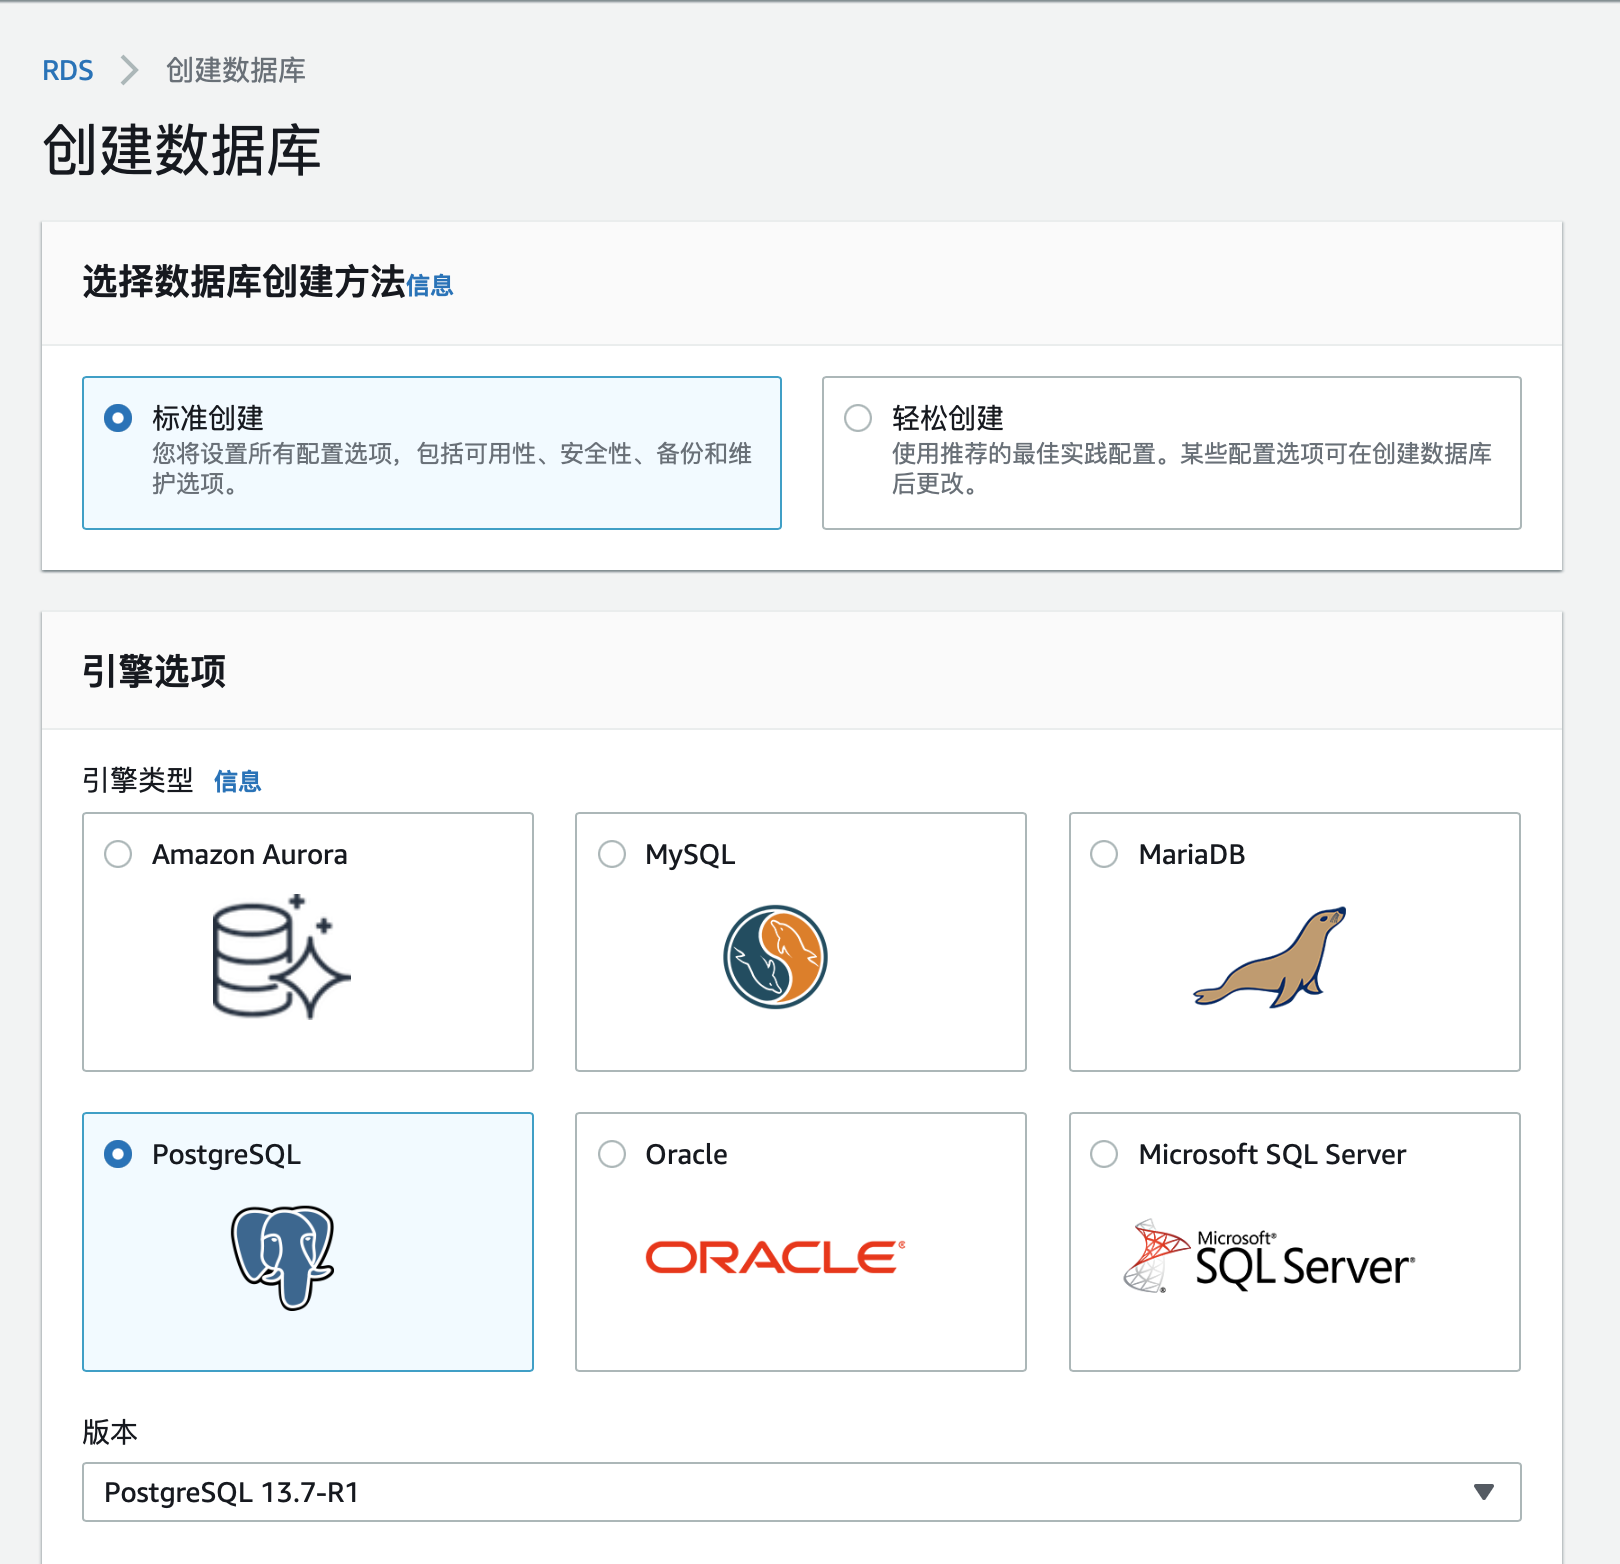 RDS > 创建数据库
创建数据库
选择数据库创建方法信息
标准创建
您将设置所有配置选项，包括可用性、安全性、备份和维
护选项。
轻松创建
使用推荐的最佳实践配置。某些配置选项可在创建数据库
后更改。
引擎选项
引擎类型 信息
Amazon Aurora
MySQL
MariaDB
PostgreSQL
Oracle
ORACLE
Microsoft SQL Server
Microsoft®
SQL Server®
版本
PostgreSQL 13.7-R1